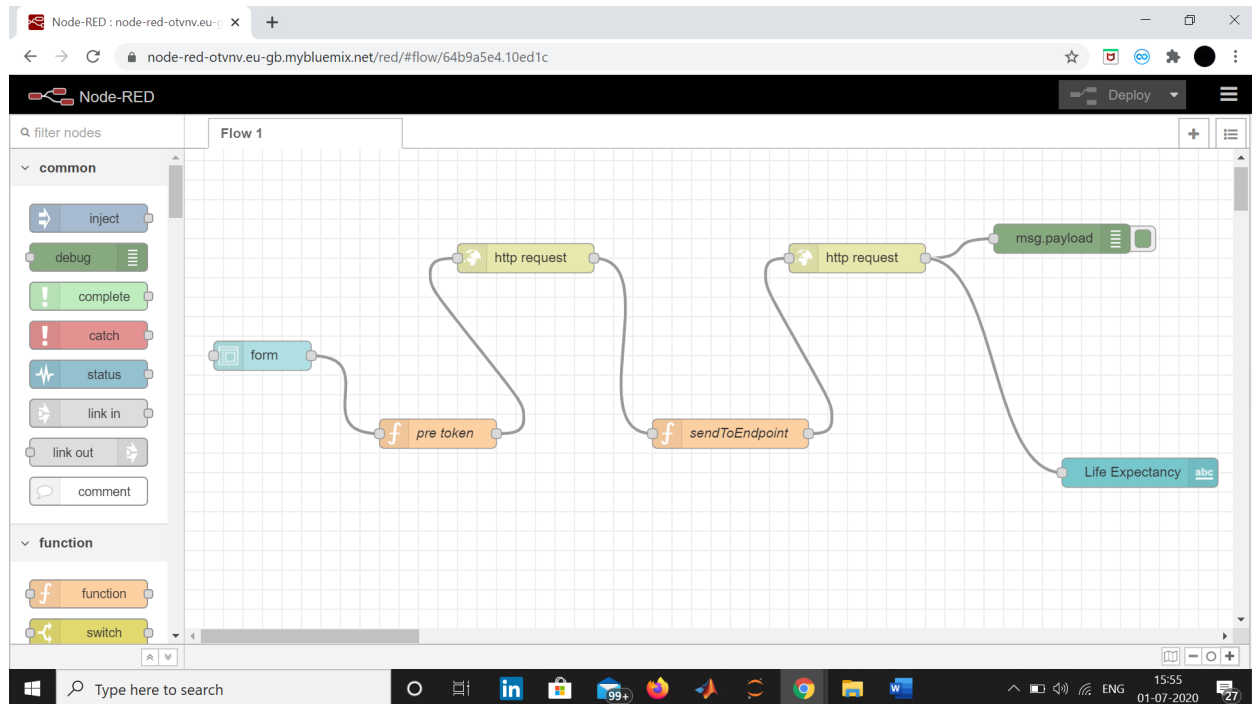 Node-RED : node-red-otvnv.eu-g
node-red-otvnv.eu-gb.mybluemix.net/red/#flow/64b9a5e4.10ed1c
Node-RED
Deploy
filter nodes
Flow 1
common
inject
debug
complete
catch
status
link in
link out
comment
function
function
switch
form
pre token
http request
sendToEndpoint
http request
msg.payload
Life Expectancy
abc
Type here to search
in
99+
W
ENG
15:55
01-07-2020
27